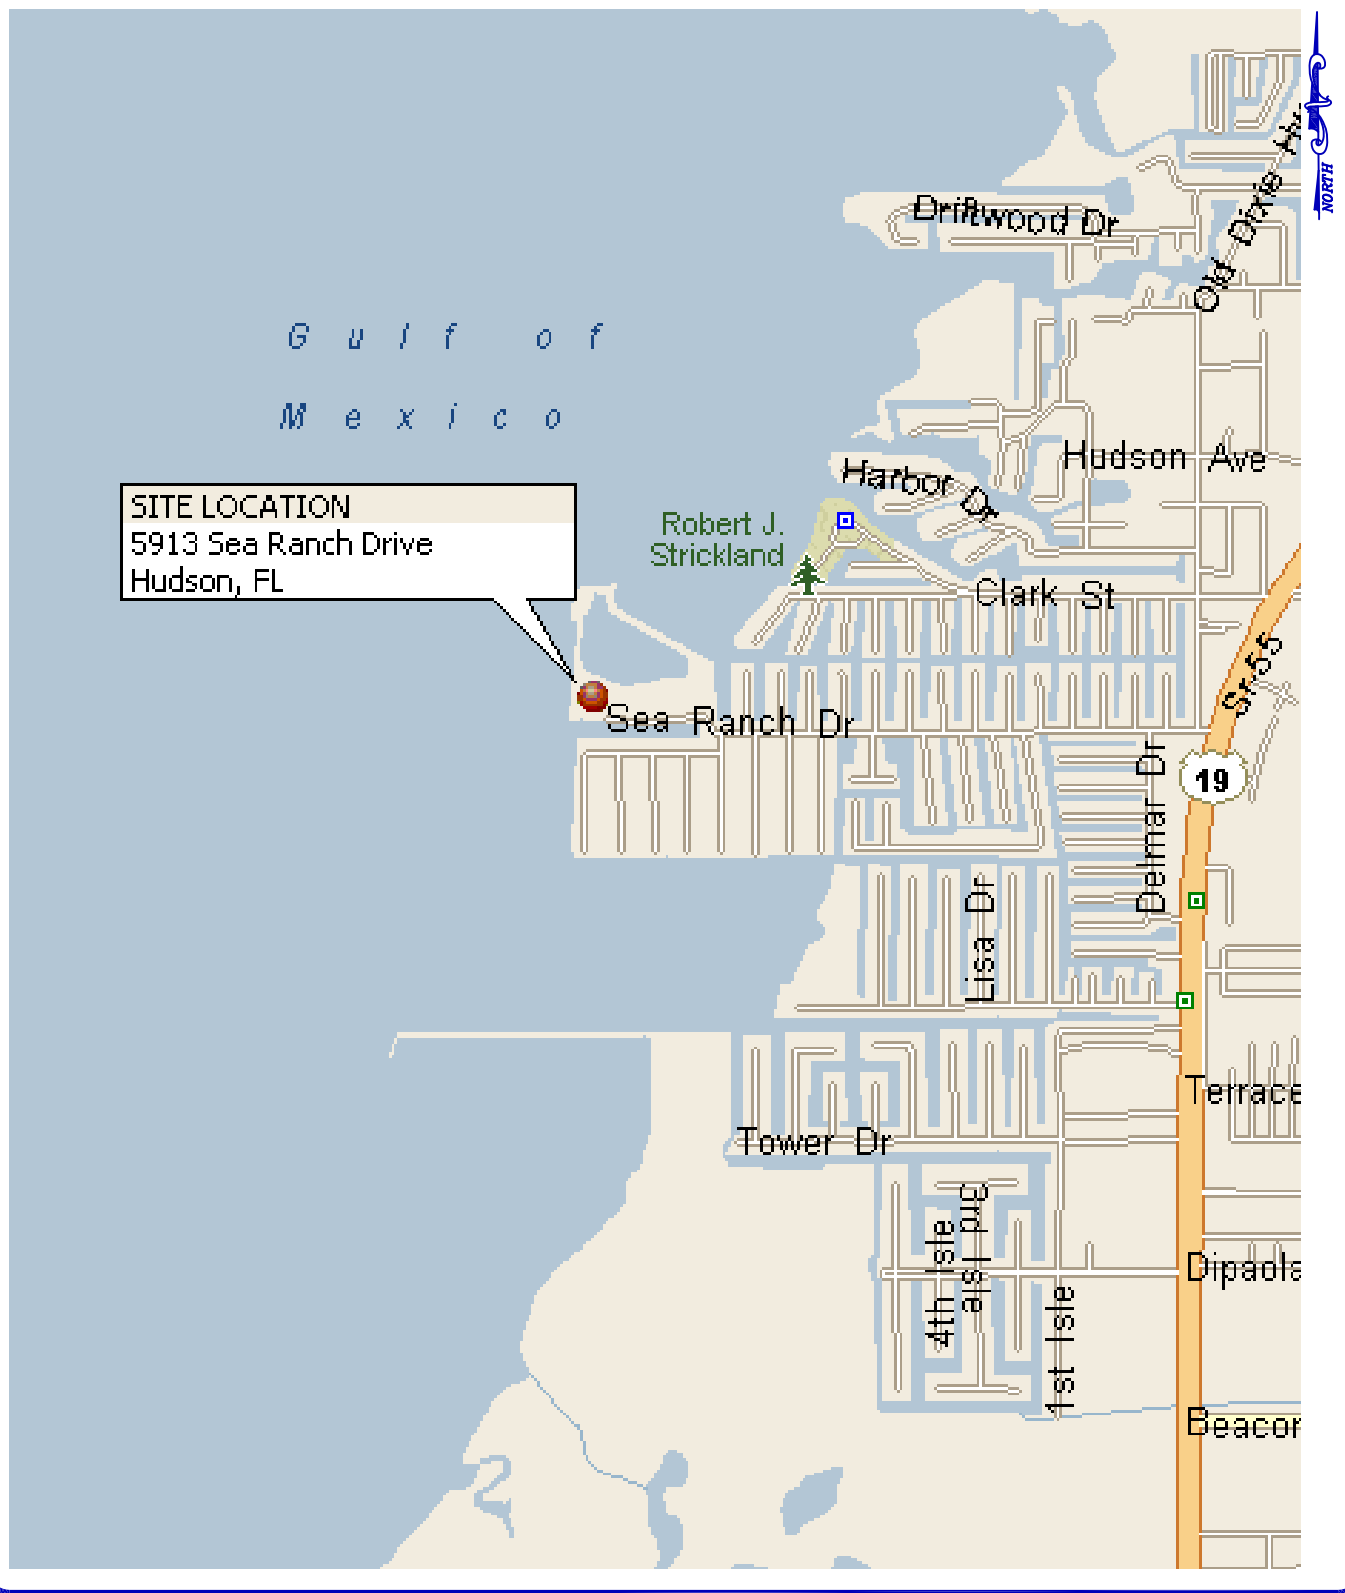 NORTH
Old Dixie Hwy
Driftwood Dr
Gulf of
Mexico
Hudson Ave
Harbor Dr
SITE LOCATION
5913 Sea Ranch Drive
Hudson, FL
Robert J.
Strickland
Clark St
Sr-55
Sea Ranch Dr
19
Delmar Dr
Lisa Dr
Terrace
Tower Dr
4th Isle
3rd Isle
Dipaola
1st Isle
Beacon